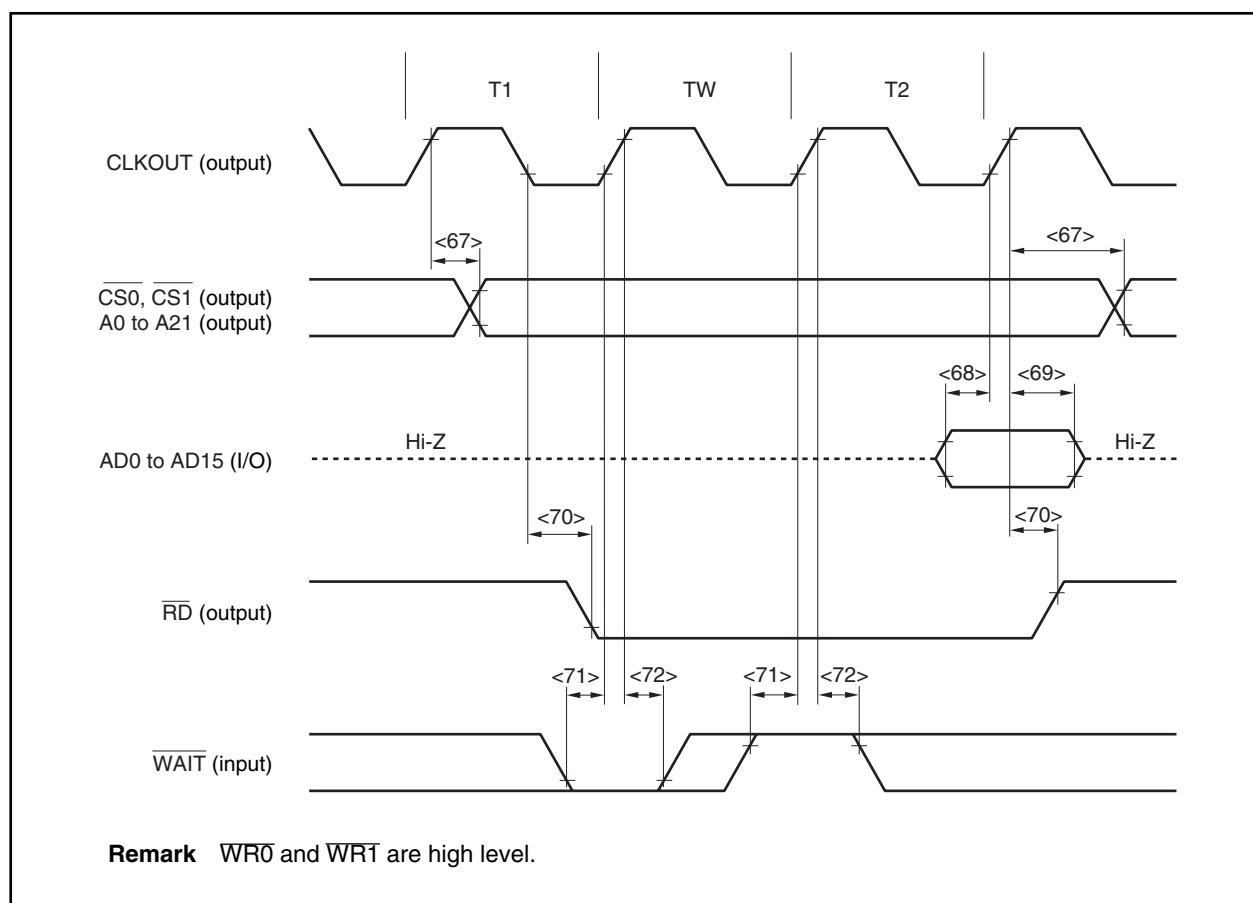 T1 TW T2
CLKOUT (output)
<67> <67>
CS0, CS1 (output)
A0 to A21 (output)
<68> <69>
Hi-Z Hi-Z
AD0 to AD15 (I/O)
<70> <70>
RD (output)
<71> <72> <71> <72>
WAIT (input)
Remark WR0 and WR1 are high level.